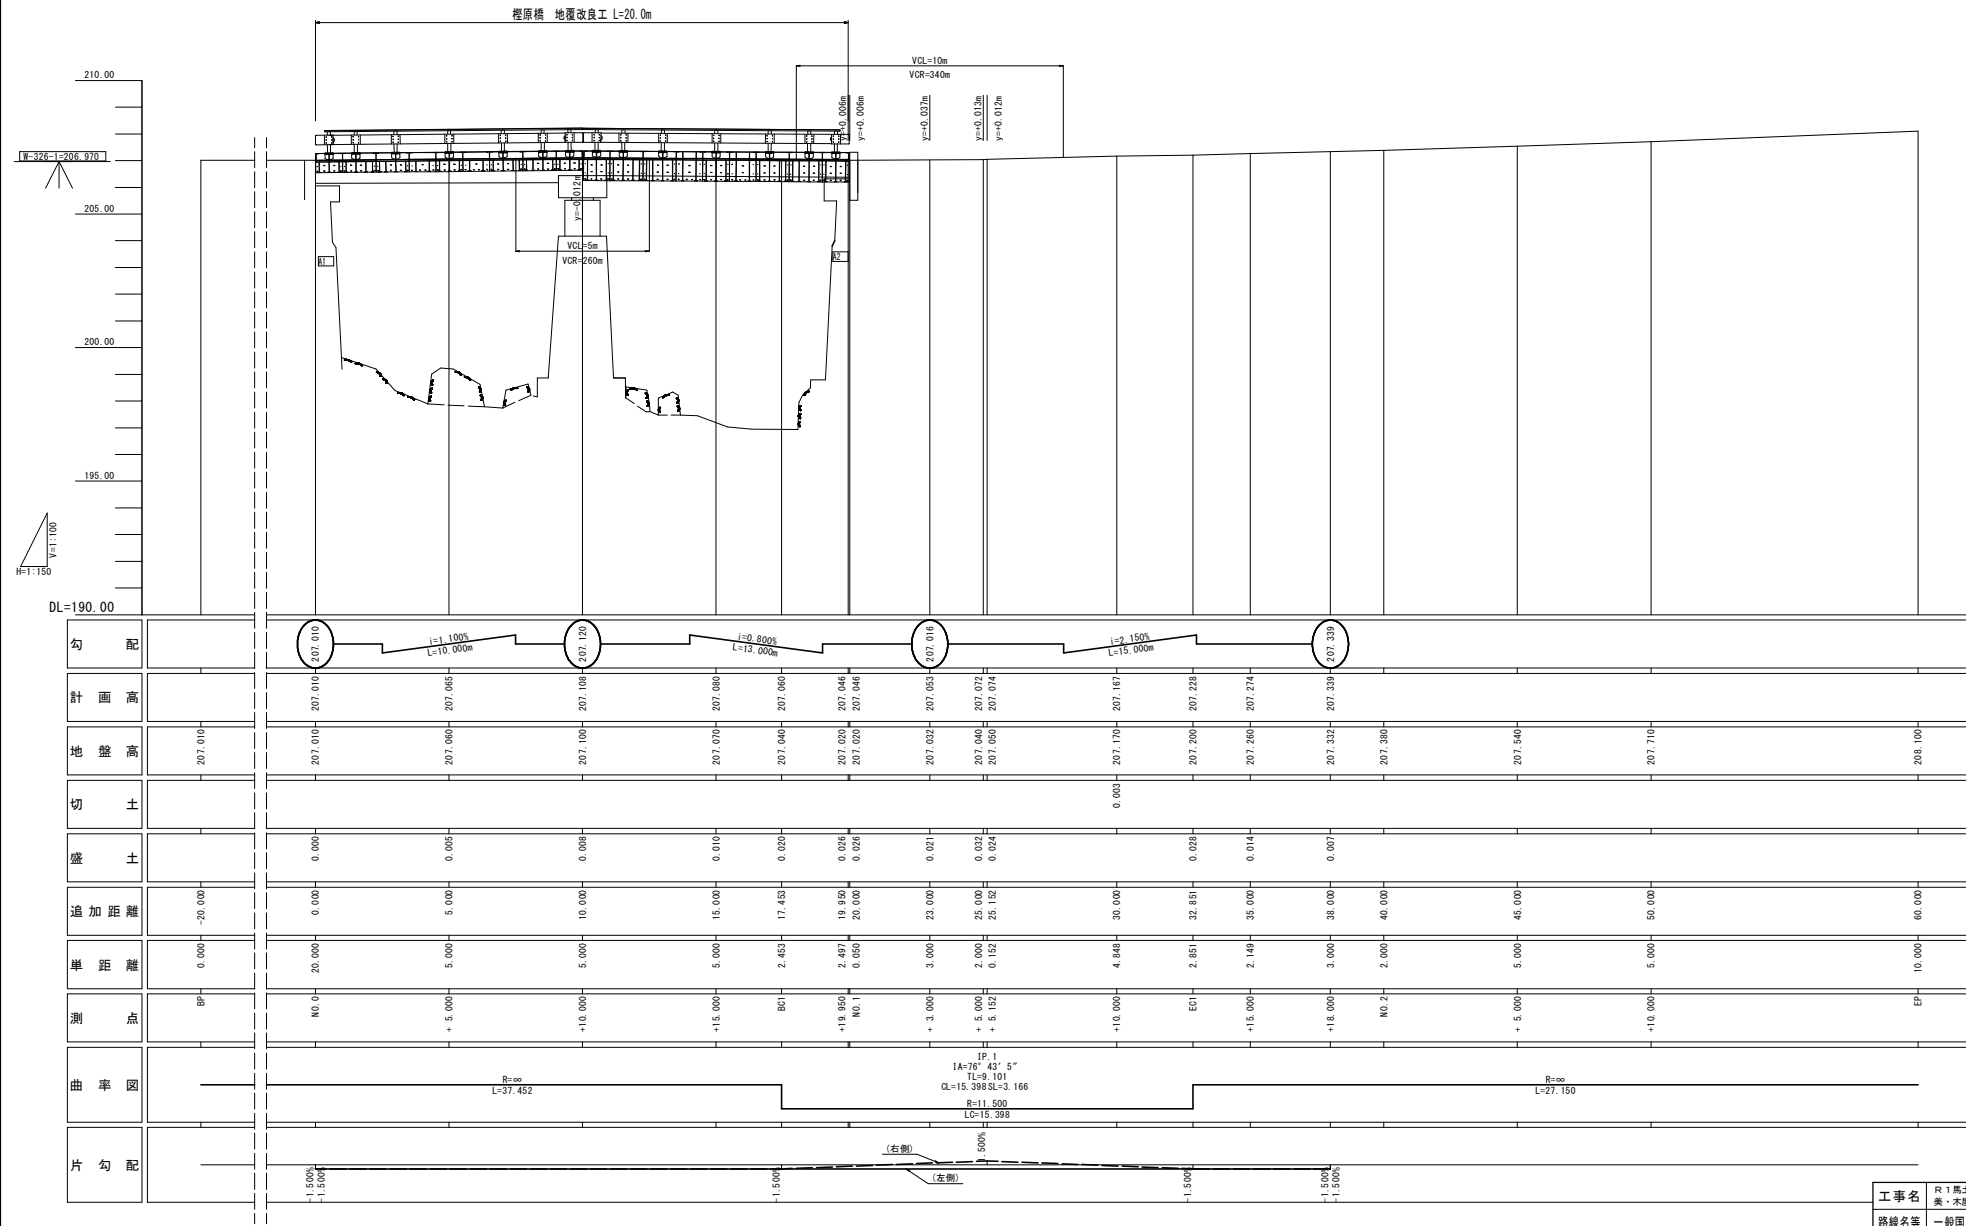 樫原橋　地覆改良工 L=20.0m
VCL=10m
VCR=340m
210.00
y=+0.006m
y=+0.006m
y=+0.037m
y=+0.013m
y=+0.012m
W-326-1=206.970
205.00
y=-0.012m
VCL=5m
VCR=260m
A1
A2
200.00
195.00
V=1:100
H=1:150
DL=190.00
勾　配
207.010
i=1.100%
L=10.000m
207.120
i=0.800%
L=13.000m
207.016
i=2.150%
L=15.000m
207.339
計 画 高
207.010 207.065 207.108 207.080 207.060 207.046 207.046 207.053 207.072 207.074 207.167 207.228 207.274 207.339
地 盤 高
207.010 207.010 207.060 207.100 207.070 207.040 207.020 207.020 207.032 207.040 207.050 207.170 207.200 207.260 207.332 207.380 207.540 207.710 208.100
切　土
0.003
盛　土
0.000 0.005 0.008 0.010 0.020 0.026 0.026 0.021 0.032 0.024 0.028 0.014 0.007
追 加 距 離
-20.000 0.000 5.000 10.000 15.000 17.453 19.950 20.000 23.000 25.000 25.152 30.000 32.851 35.000 38.000 40.000 45.000 50.000 60.000
単 距 離
0.000 20.000 5.000 5.000 5.000 2.453 2.497 0.050 3.000 2.000 0.152 4.848 2.851 2.149 3.000 2.000 5.000 5.000 10.000
測　点
BP NO.0 + 5.000 +10.000 +15.000 BC1 +19.950 NO.1 + 3.000 + 5.000 + 5.152 +10.000 EC1 +15.000 +18.000 NO.2 + 5.000 +10.000 EP
曲 率 図
R=∞
L=37.452
IP.1
IA=76° 43′ 5″
TL=9.101
CL=15.398 SL=3.166
R=11.500
LC=15.398
R=∞
L=27.150
片 勾 配
-1.500%
-1.500%
-1.500%
(右側)
(左側)
.500%
-1.500%
-1.500%
-1.500%
工事名
R1馬
美・木
路線名等
一般国